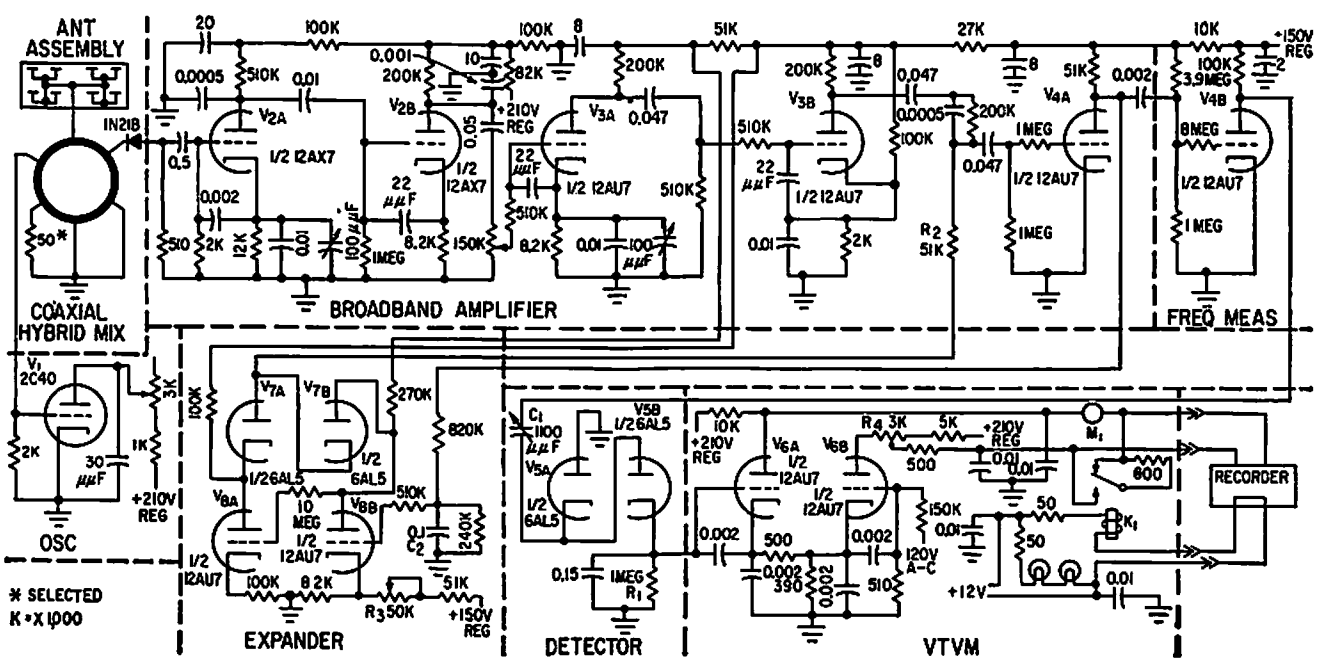 ANT
ASSEMBLY
20
100K
0.0005
510K
0.01
V2A
1N21B
0.5
1/2 12AX7
0.002
510
2K
12K
0.01
100μμF
50*
COAXIAL
HYBRID MIX
0.001
10
200K
100K
82K
+210V
REG
V2B
0.05
1/2
12AX7
22
μμF
1MEG
8.2K
150K
BROADBAND AMPLIFIER
8
200K
V3A
0.047
22
μμF
1/2 12AU7
510K
8.2K
0.01
100
μμF
510K
51K
510K
200K
8
V3B
0.047
0.0005
200K
100K
22
μμF
1/2 12AU7
0.01
2K
R2
51K
27K
8
51K
0.002
V4A
1MEG
0.047
1/2 12AU7
1MEG
10K
+150V
REG
100K
3.9MEG
2
V4B
8MEG
1/2 12AU7
1MEG
FREQ MEAS
V1
2C40
3K
1K
2K
30
μμF
+210V
REG
OSC
* SELECTED
K = X 1,000
V7A
V7B
100K
270K
820K
1/26AL5
1/2
6AL5
V8A
V8B
10
MEG
510K
1/2
12AU7
1/2
12AU7
0.1
C2
240K
100K
8.2K
R3 50K
51K
+150V
REG
EXPANDER
C1
1100
μμF
V5B
1/26AL5
V5A
1/2
6AL5
0.15
1MEG
R1
DETECTOR
10K
+210V
REG
V6A
1/2
12AU7
V6B
1/2
12AU7
R4 3K
5K
+210V
REG
500
0.01
0.01
M1
600
0.002
500
0.002
0.002
390
0.002
510
150K
120V
A-C
0.01
50
50
K1
+12V
0.01
VTVM
RECORDER